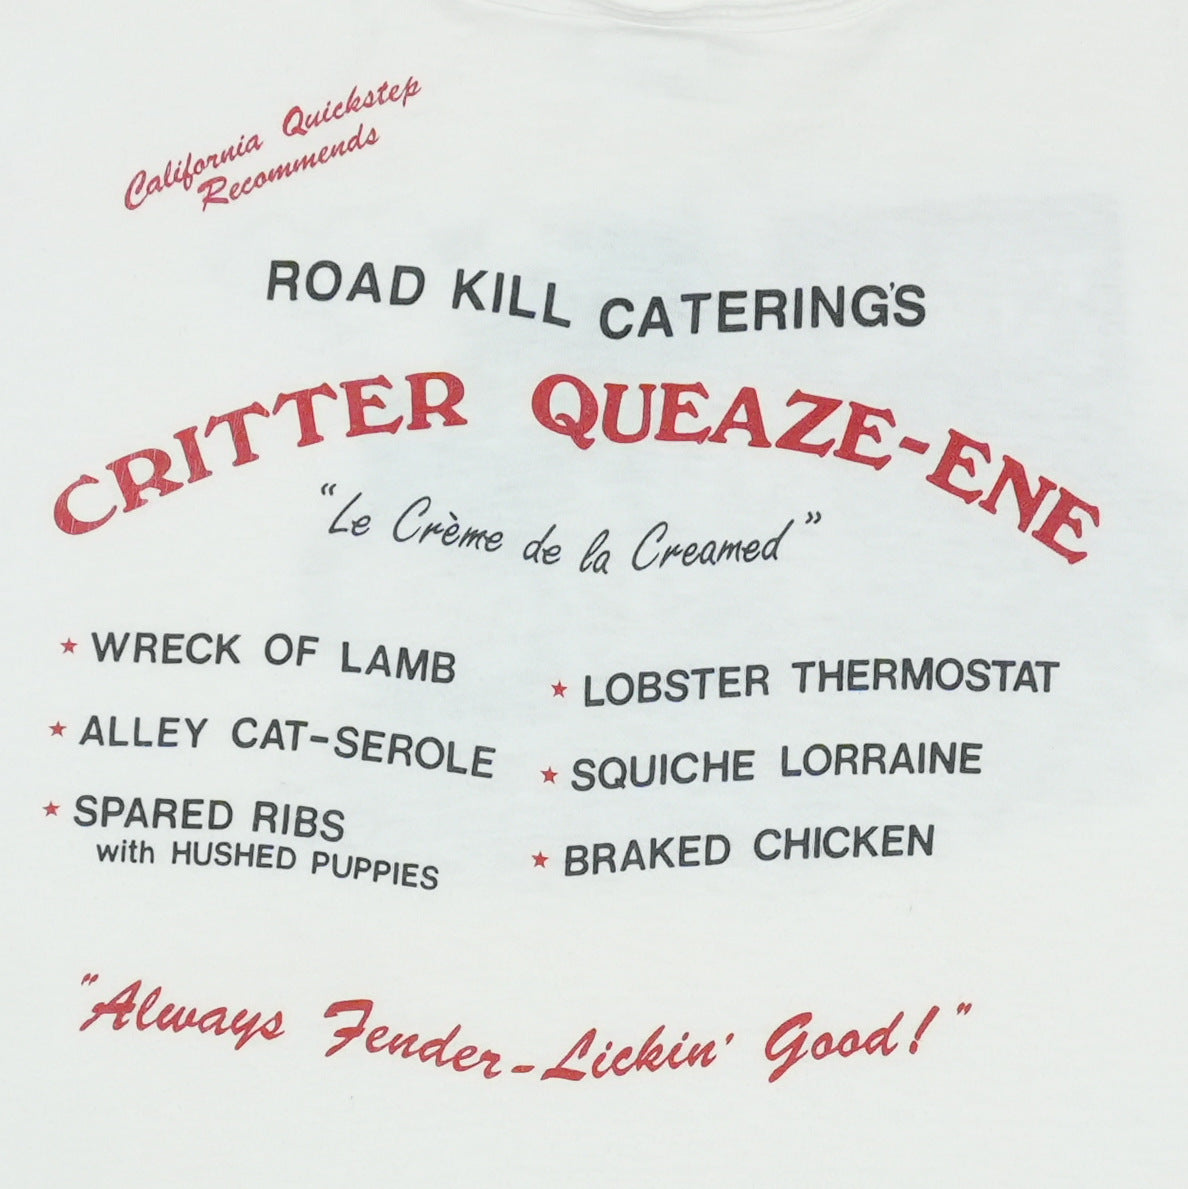 California Quickstep
Recommends
ROAD KILL CATERING'S
CRITTER QUEAZE-ENE
"Le Crème de la Creamed"
★ WRECK OF LAMB
★ ALLEY CAT-SEROLE
★ SPARED RIBS
with HUSHED PUPPIES
★ LOBSTER THERMOSTAT
★ SQUICHE LORRAINE
★ BRAKED CHICKEN
"Always Fender-Lickin' Good!"